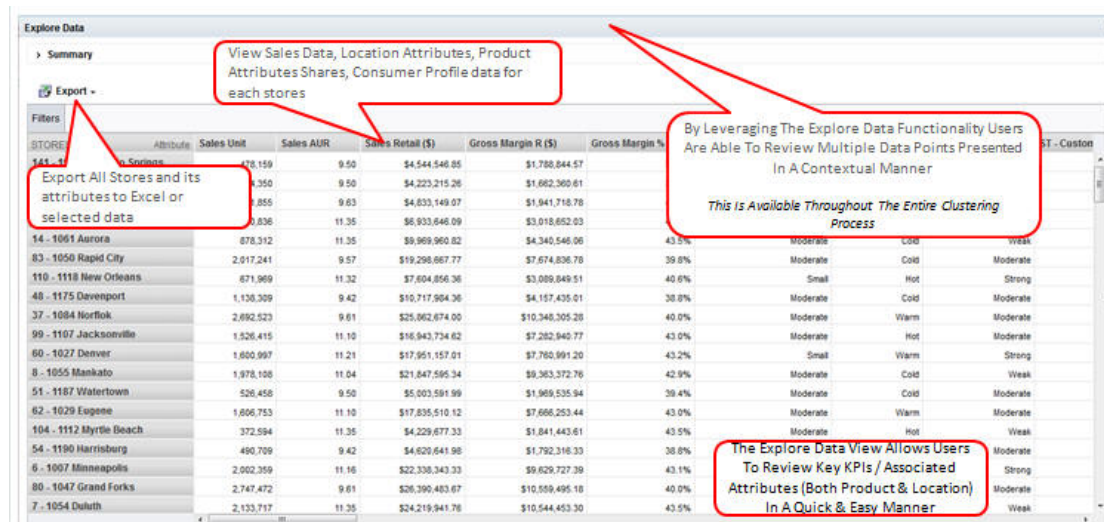 Explore Data
› Summary
View Sales Data, Location Attributes, Product
Attributes Shares, Consumer Profile data for
each stores
Export
Filters
By Leveraging The Explore Data Functionality Users
Are Able To Review Multiple Data Points Presented
In A Contextual Manner
This Is Available Throughout The Entire Clustering
Process
STORE Attribute Sales Unit Sales AUR Sales Retail ($) Gross Margin R ($) Gross Margin % ST - Custom
141 - Springs 478,159 9.50 $4,544,546.85 $1,788,844.57
Export All Stores and its
attributes to Excel or
selected data
,350 9.50 $4,223,215.26 $1,662,360.61
,855 9.63 $4,833,149.07 $1,941,718.78
,836 11.35 $6,933,646.09 $3,018,652.03
14 - 1061 Aurora 878,312 11.35 $9,969,960.82 $4,340,546.06 43.5% Moderate Cold Weak
83 - 1050 Rapid City 2,017,241 9.57 $19,298,667.77 $7,674,836.78 39.8% Moderate Cold Moderate
110 - 1118 New Orleans 671,969 11.32 $7,604,856.36 $3,089,849.51 40.6% Small Hot Strong
48 - 1175 Davenport 1,138,309 9.42 $10,717,984.36 $4,157,435.01 38.8% Moderate Cold Moderate
37 - 1084 Norflok 2,692,523 9.61 $25,862,674.00 $10,348,305.28 40.0% Moderate Warm Moderate
99 - 1107 Jacksonville 1,526,415 11.10 $16,943,734.62 $7,282,940.77 43.0% Moderate Hot Moderate
60 - 1027 Denver 1,600,997 11.21 $17,951,157.01 $7,760,991.20 43.2% Small Warm Strong
8 - 1055 Mankato 1,978,108 11.04 $21,847,595.34 $9,363,372.76 42.9% Moderate Cold Weak
51 - 1187 Watertown 526,458 9.50 $5,003,591.99 $1,969,535.94 39.4% Moderate Cold Moderate
62 - 1029 Eugene 1,606,753 11.10 $17,835,510.12 $7,666,253.44 43.0% Moderate Warm Moderate
104 - 1112 Myrtle Beach 372,594 11.35 $4,229,677.33 $1,841,443.61 43.5% Moderate Hot Weak
54 - 1190 Harrisburg 490,709 9.42 $4,620,641.98 $1,792,316.33 38.8% Moderate
6 - 1007 Minneapolis 2,002,359 11.16 $22,338,343.33 $9,629,727.39 43.1% Strong
80 - 1047 Grand Forks 2,747,472 9.61 $26,390,483.67 $10,559,495.18 40.0% Moderate
7 - 1054 Duluth 2,133,717 11.35 $24,219,941.76 $10,544,453.30 43.5% Weak
The Explore Data View Allows Users
To Review Key KPIs / Associated
Attributes (Both Product & Location)
In A Quick & Easy Manner